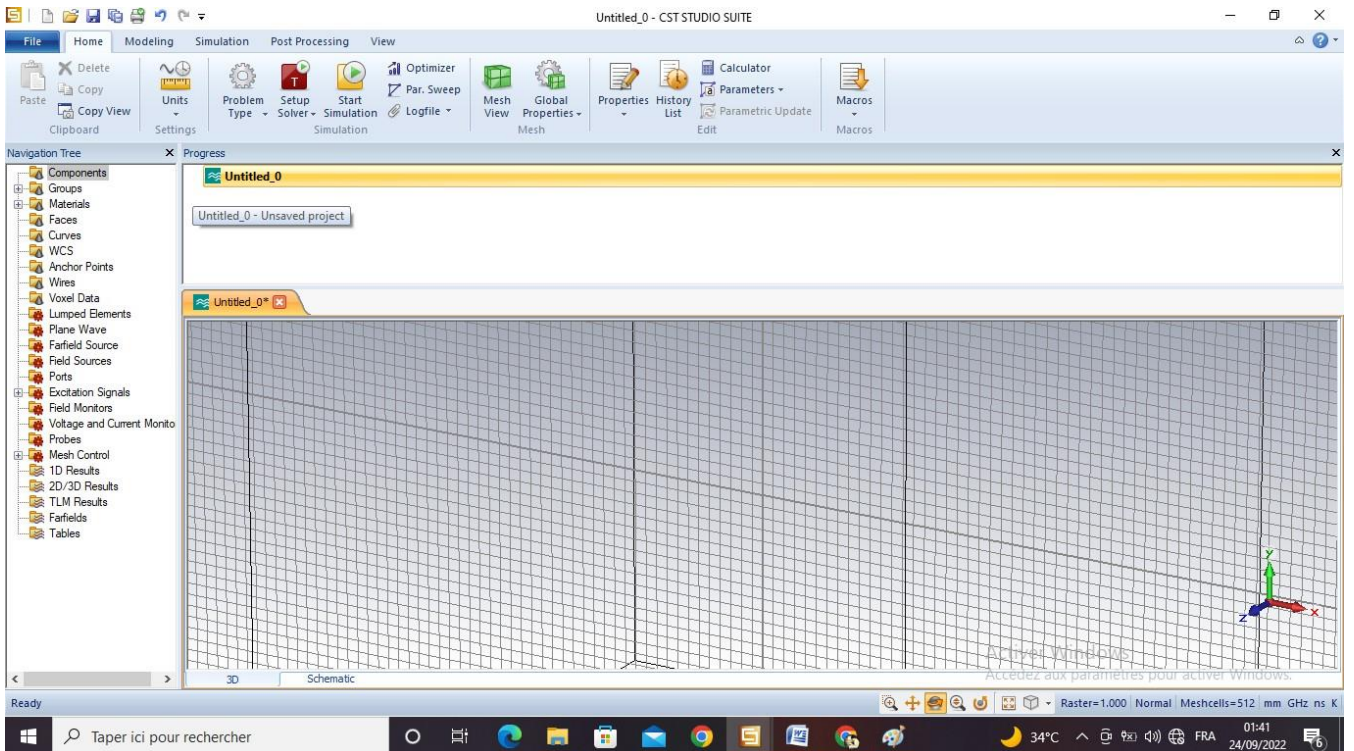 Untitled_0 - CST STUDIO SUITE
File Home Modeling Simulation Post Processing View
Paste
Delete
Copy
Copy View
Clipboard
Units
Settings
Problem Type
Setup Solver
Start Simulation
Optimizer
Par. Sweep
Logfile
Simulation
Mesh View
Global Properties
Mesh
Properties
History List
Calculator
Parameters
Parametric Update
Edit
Macros
Macros
Navigation Tree
Components
Groups
Materials
Faces
Curves
WCS
Anchor Points
Wires
Voxel Data
Lumped Elements
Plane Wave
Farfield Source
Field Sources
Ports
Excitation Signals
Field Monitors
Voltage and Current Monito
Probes
Mesh Control
1D Results
2D/3D Results
TLM Results
Farfields
Tables
Progress
Untitled_0
Untitled_0 - Unsaved project
Untitled_0*
y
x
z
Activer Windows
Accédez aux paramètres pour activer Windows.
3D Schematic
Ready
Raster=1.000 Normal Meshcells=512 mm GHz ns K
Taper ici pour rechercher
34°C
FRA
01:41
24/09/2022